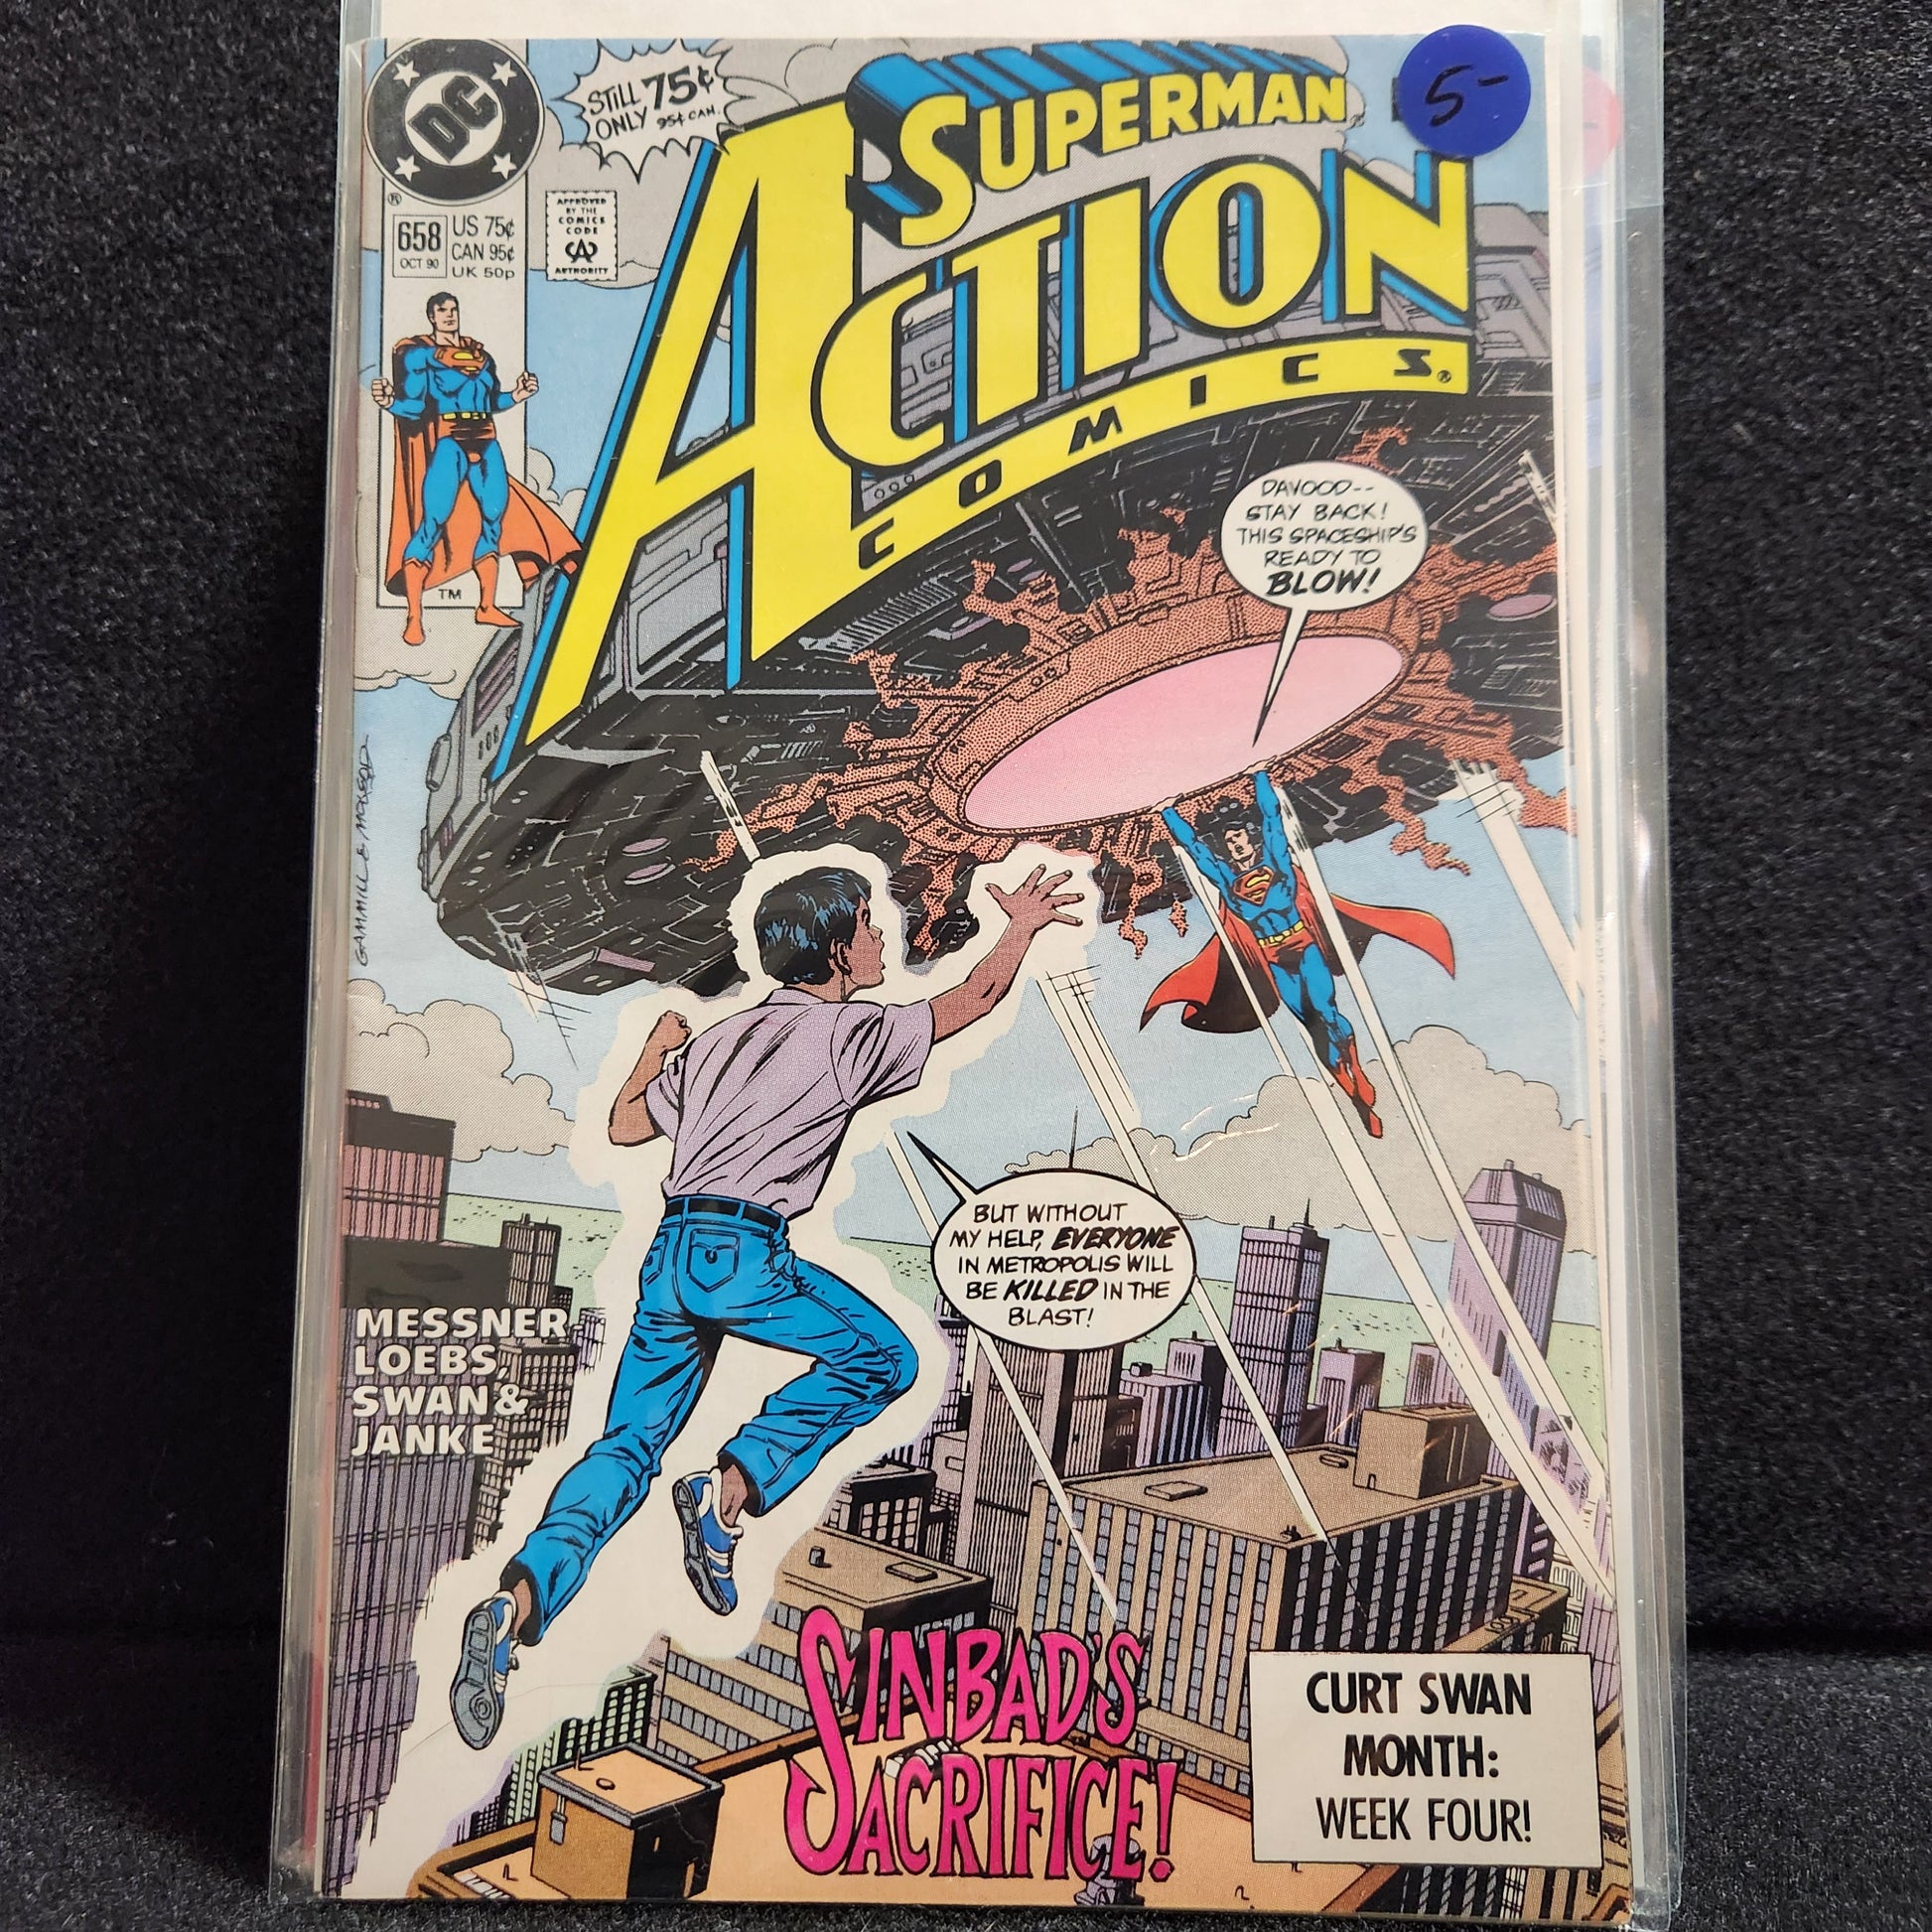 DC
®
STILL 75¢
ONLY 95¢ CAN.
SUPERMAN
5-
ACTION
COMICS®
658
OCT 90
US 75¢
CAN 95¢
UK 50p
APPROVED
BY THE
COMICS
CODE
CA
AUTHORITY
TM
DAVOOD--
STAY BACK!
THIS SPACESHIP'S
READY TO
BLOW!
GAMMILL & McLEOD
BUT WITHOUT
MY HELP, EVERYONE
IN METROPOLIS WILL
BE KILLED IN THE
BLAST!
MESSNER-
LOEBS,
SWAN &
JANKE
SINBAD'S
SACRIFICE!
CURT SWAN
MONTH:
WEEK FOUR!